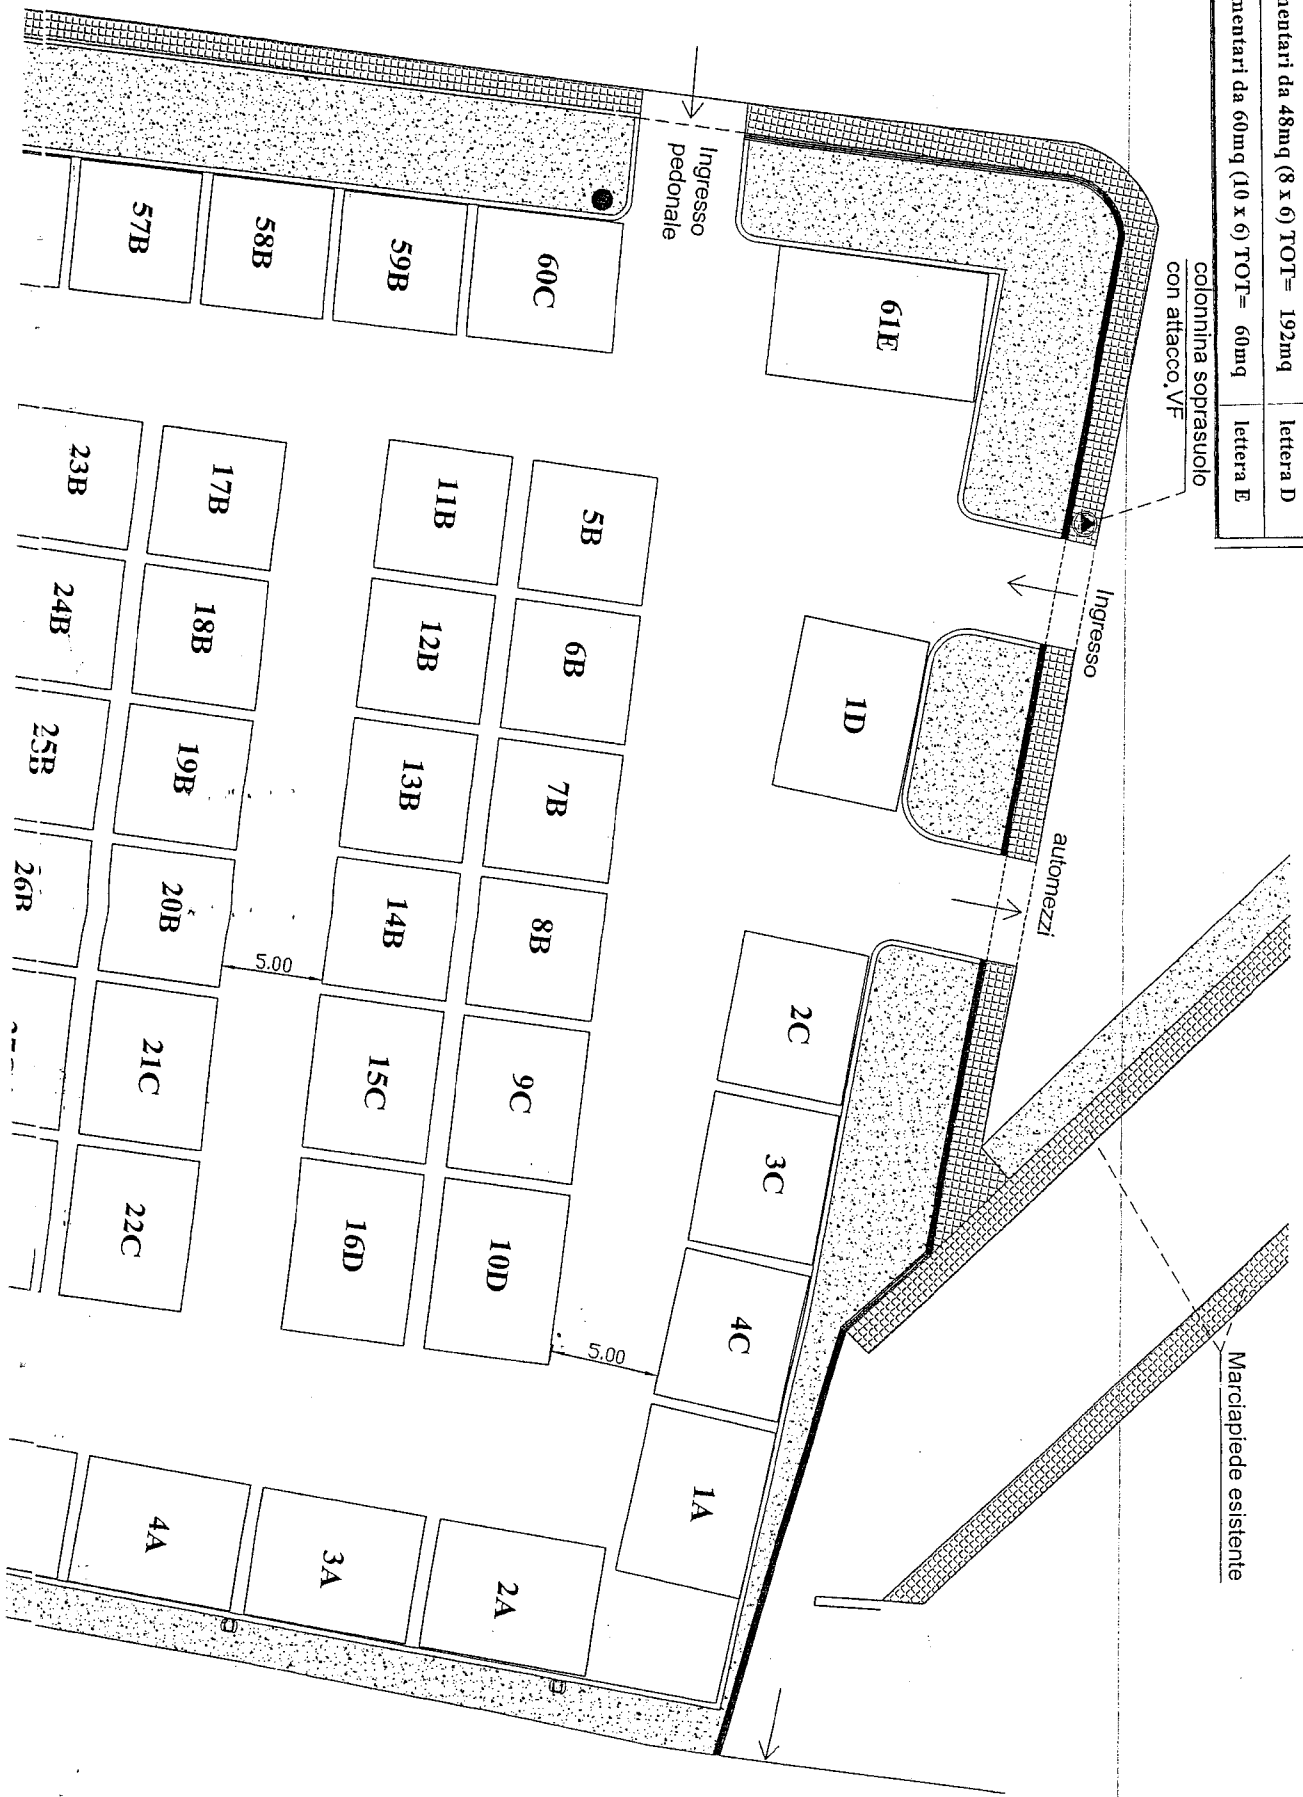 mentari da 48mq (8 x 6) TOT= 192mq lettera D
mentari da 60mq (10 x 6) TOT= 60mq lettera E
colonnina soprasuolo
con attacco VF
Ingresso
pedonale
Ingresso
automezzi
Marciapiede esistente
61E
1D
2C
3C
4C
1A
60C
59B
58B
57B
5B
6B
7B
8B
9C
10D
11B
12B
13B
14B
15C
16D
5.00
5.00
17B
18B
19B
20B
21C
22C
23B
24B
25B
26B
2A
3A
4A